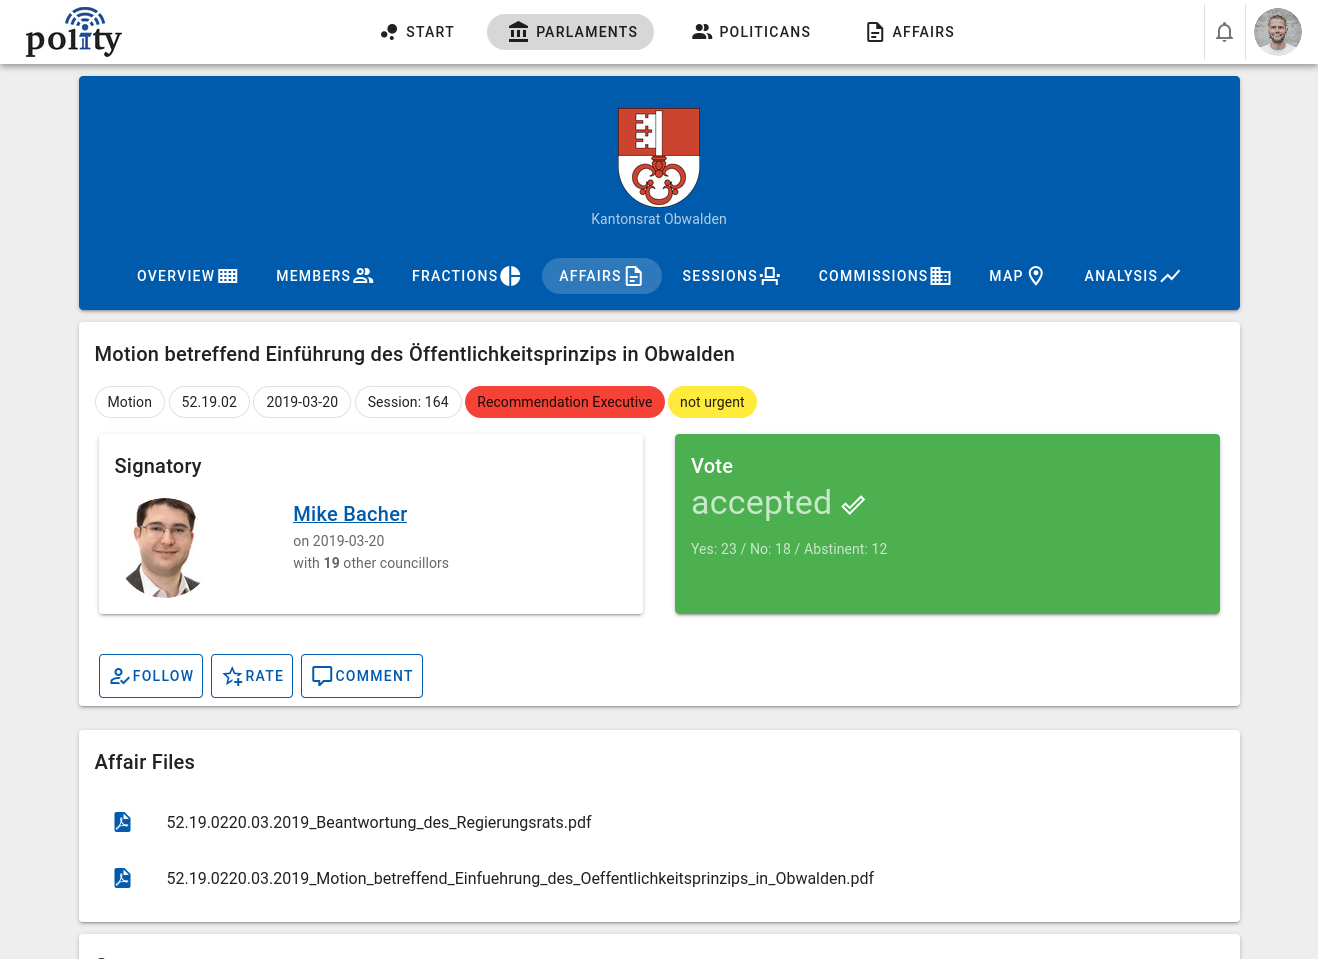 polity
START
PARLAMENTS
POLITICANS
AFFAIRS
Kantonsrat Obwalden
OVERVIEW
MEMBERS
FRACTIONS
AFFAIRS
SESSIONS
COMMISSIONS
MAP
ANALYSIS
Motion betreffend Einführung des Öffentlichkeitsprinzips in Obwalden
Motion
52.19.02
2019-03-20
Session: 164
Recommendation Executive
not urgent
Signatory
Mike Bacher
on 2019-03-20
with 19 other councillors
Vote
accepted
Yes: 23 / No: 18 / Abstinent: 12
FOLLOW
RATE
COMMENT
Affair Files
52.19.0220.03.2019_Beantwortung_des_Regierungsrats.pdf
52.19.0220.03.2019_Motion_betreffend_Einfuehrung_des_Oeffentlichkeitsprinzips_in_Obwalden.pdf